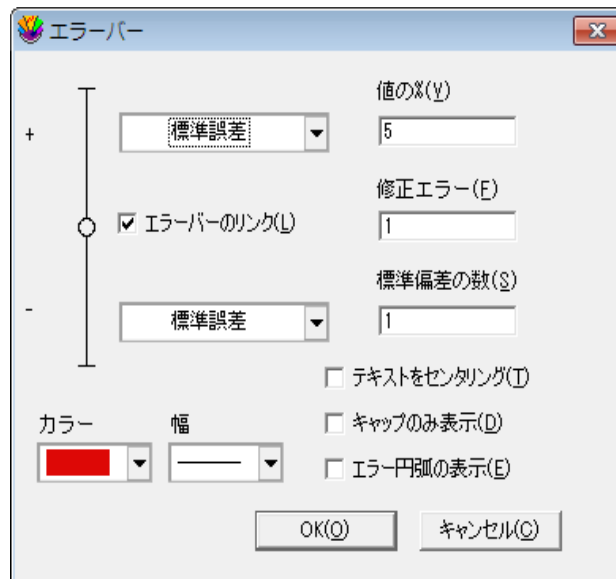 エラーバー
値の%(V)
+
標準誤差
5
修正エラー(F)
エラーバーのリンク(L)
1
標準偏差の数(S)
-
標準誤差
1
テキストをセンタリング(T)
カラー
幅
キャップのみ表示(D)
エラー円弧の表示(E)
OK(O)
キャンセル(C)